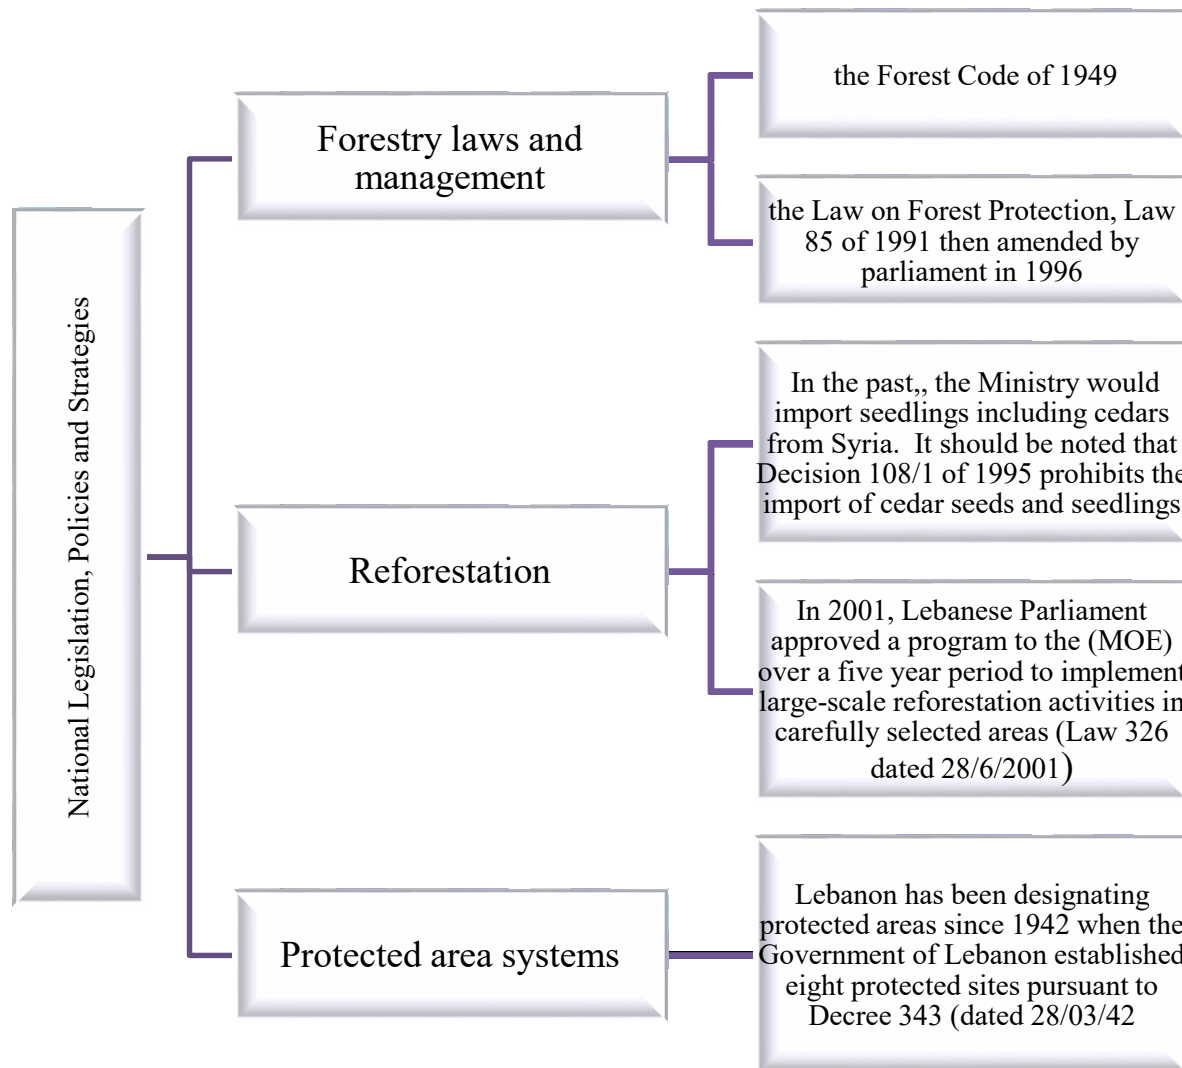 National Legislation, Policies and Strategies
Forestry laws and
management
the Forest Code of 1949
the Law on Forest Protection, Law
85 of 1991 then amended by
parliament in 1996
Reforestation
In the past,, the Ministry would
import seedlings including cedars
from Syria. It should be noted that
Decision 108/1 of 1995 prohibits the
import of cedar seeds and seedlings
In 2001, Lebanese Parliament
approved a program to the (MOE)
over a five year period to implement
large-scale reforestation activities in
carefully selected areas (Law 326
dated 28/6/2001)
Protected area systems
Lebanon has been designating
protected areas since 1942 when the
Government of Lebanon established
eight protected sites pursuant to
Decree 343 (dated 28/03/42